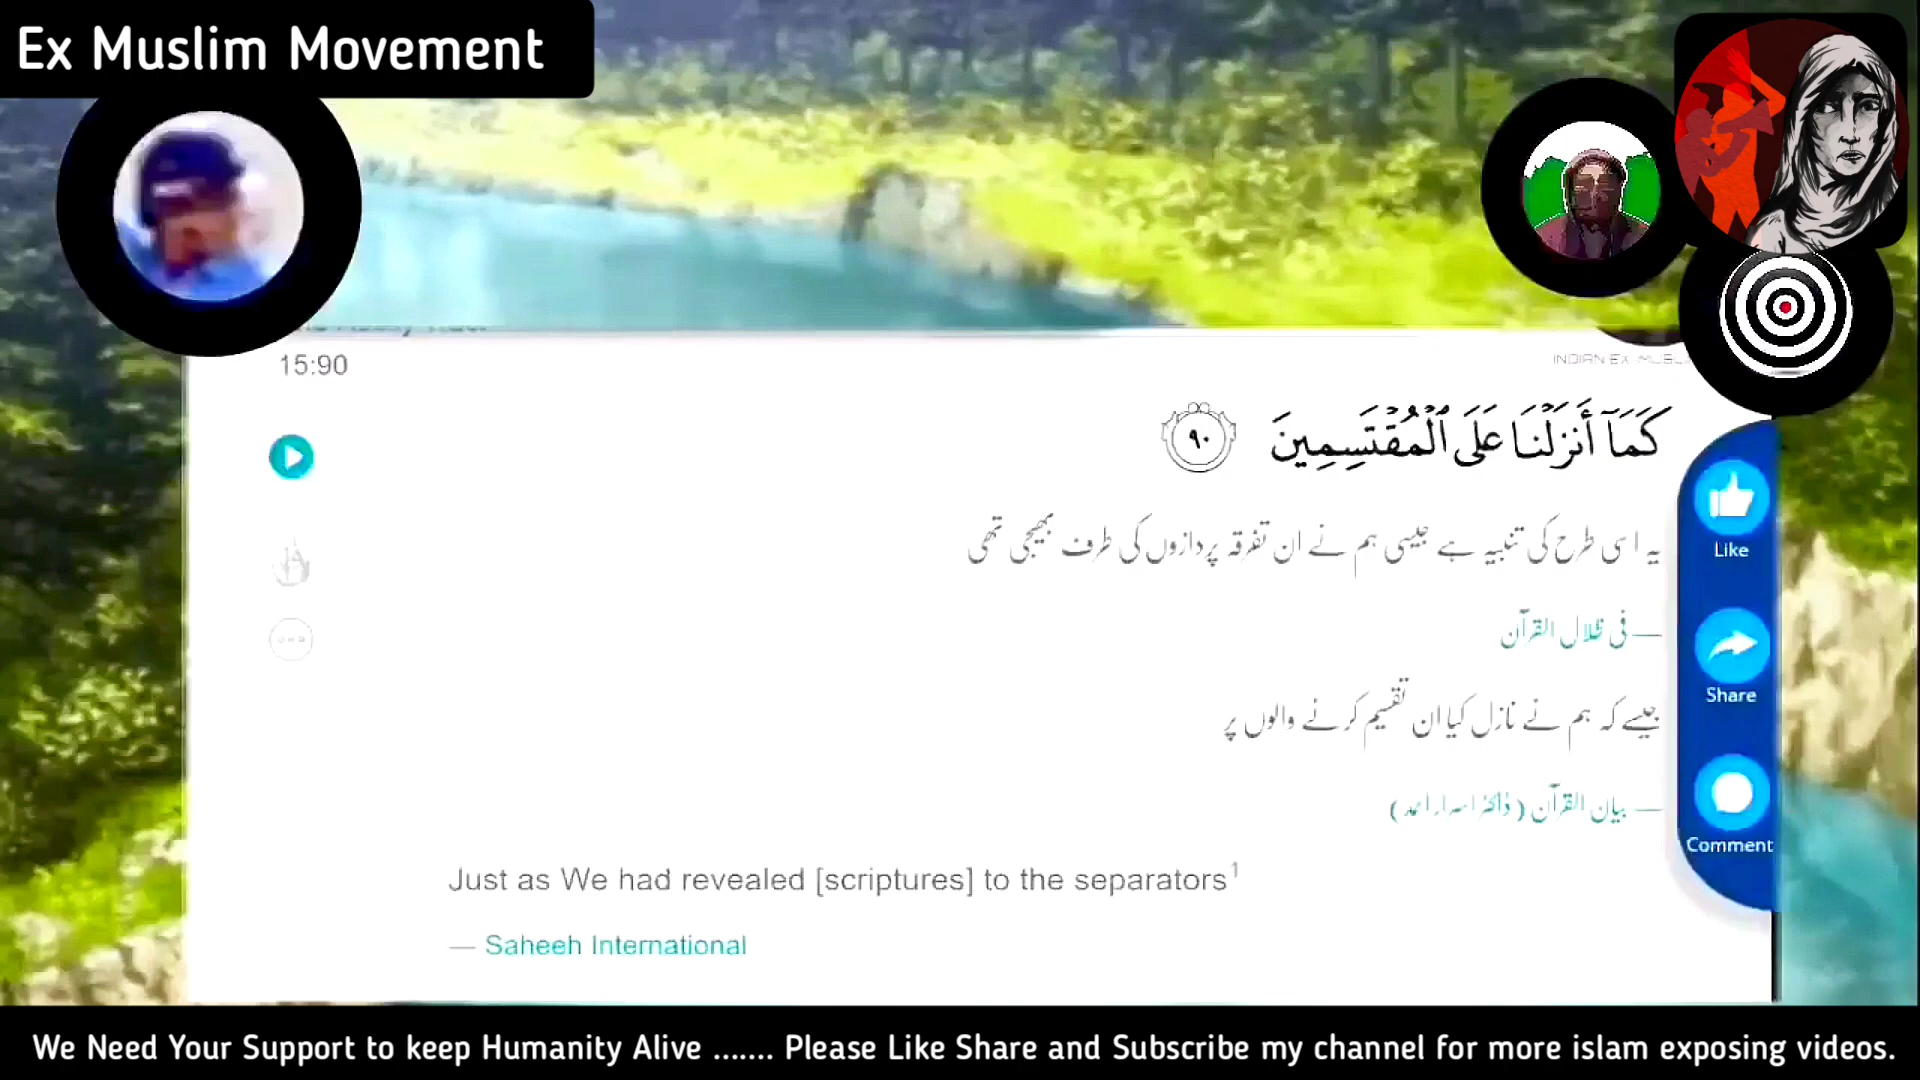 Ex Muslim Movement
15:90
INDIAN EX-MUSL
كَمَآ أَنزَلۡنَا عَلَى ٱلۡمُقۡتَسِمِينَ ٩٠
یہ اسی طرح کی تنبیہ ہے جیسی ہم نے ان تفرقہ پردازوں کی طرف بھیجی تھی
— فی ظلال القرآن
جیسے کہ ہم نے نازل کیا ان تقسیم کرنے والوں پر
— بیان القرآن (ڈاکٹر اسرار احمد)
Just as We had revealed [scriptures] to the separators¹
— Saheeh International
Like
Share
Comment
We Need Your Support to keep Humanity Alive ....... Please Like Share and Subscribe my channel for more islam exposing videos.